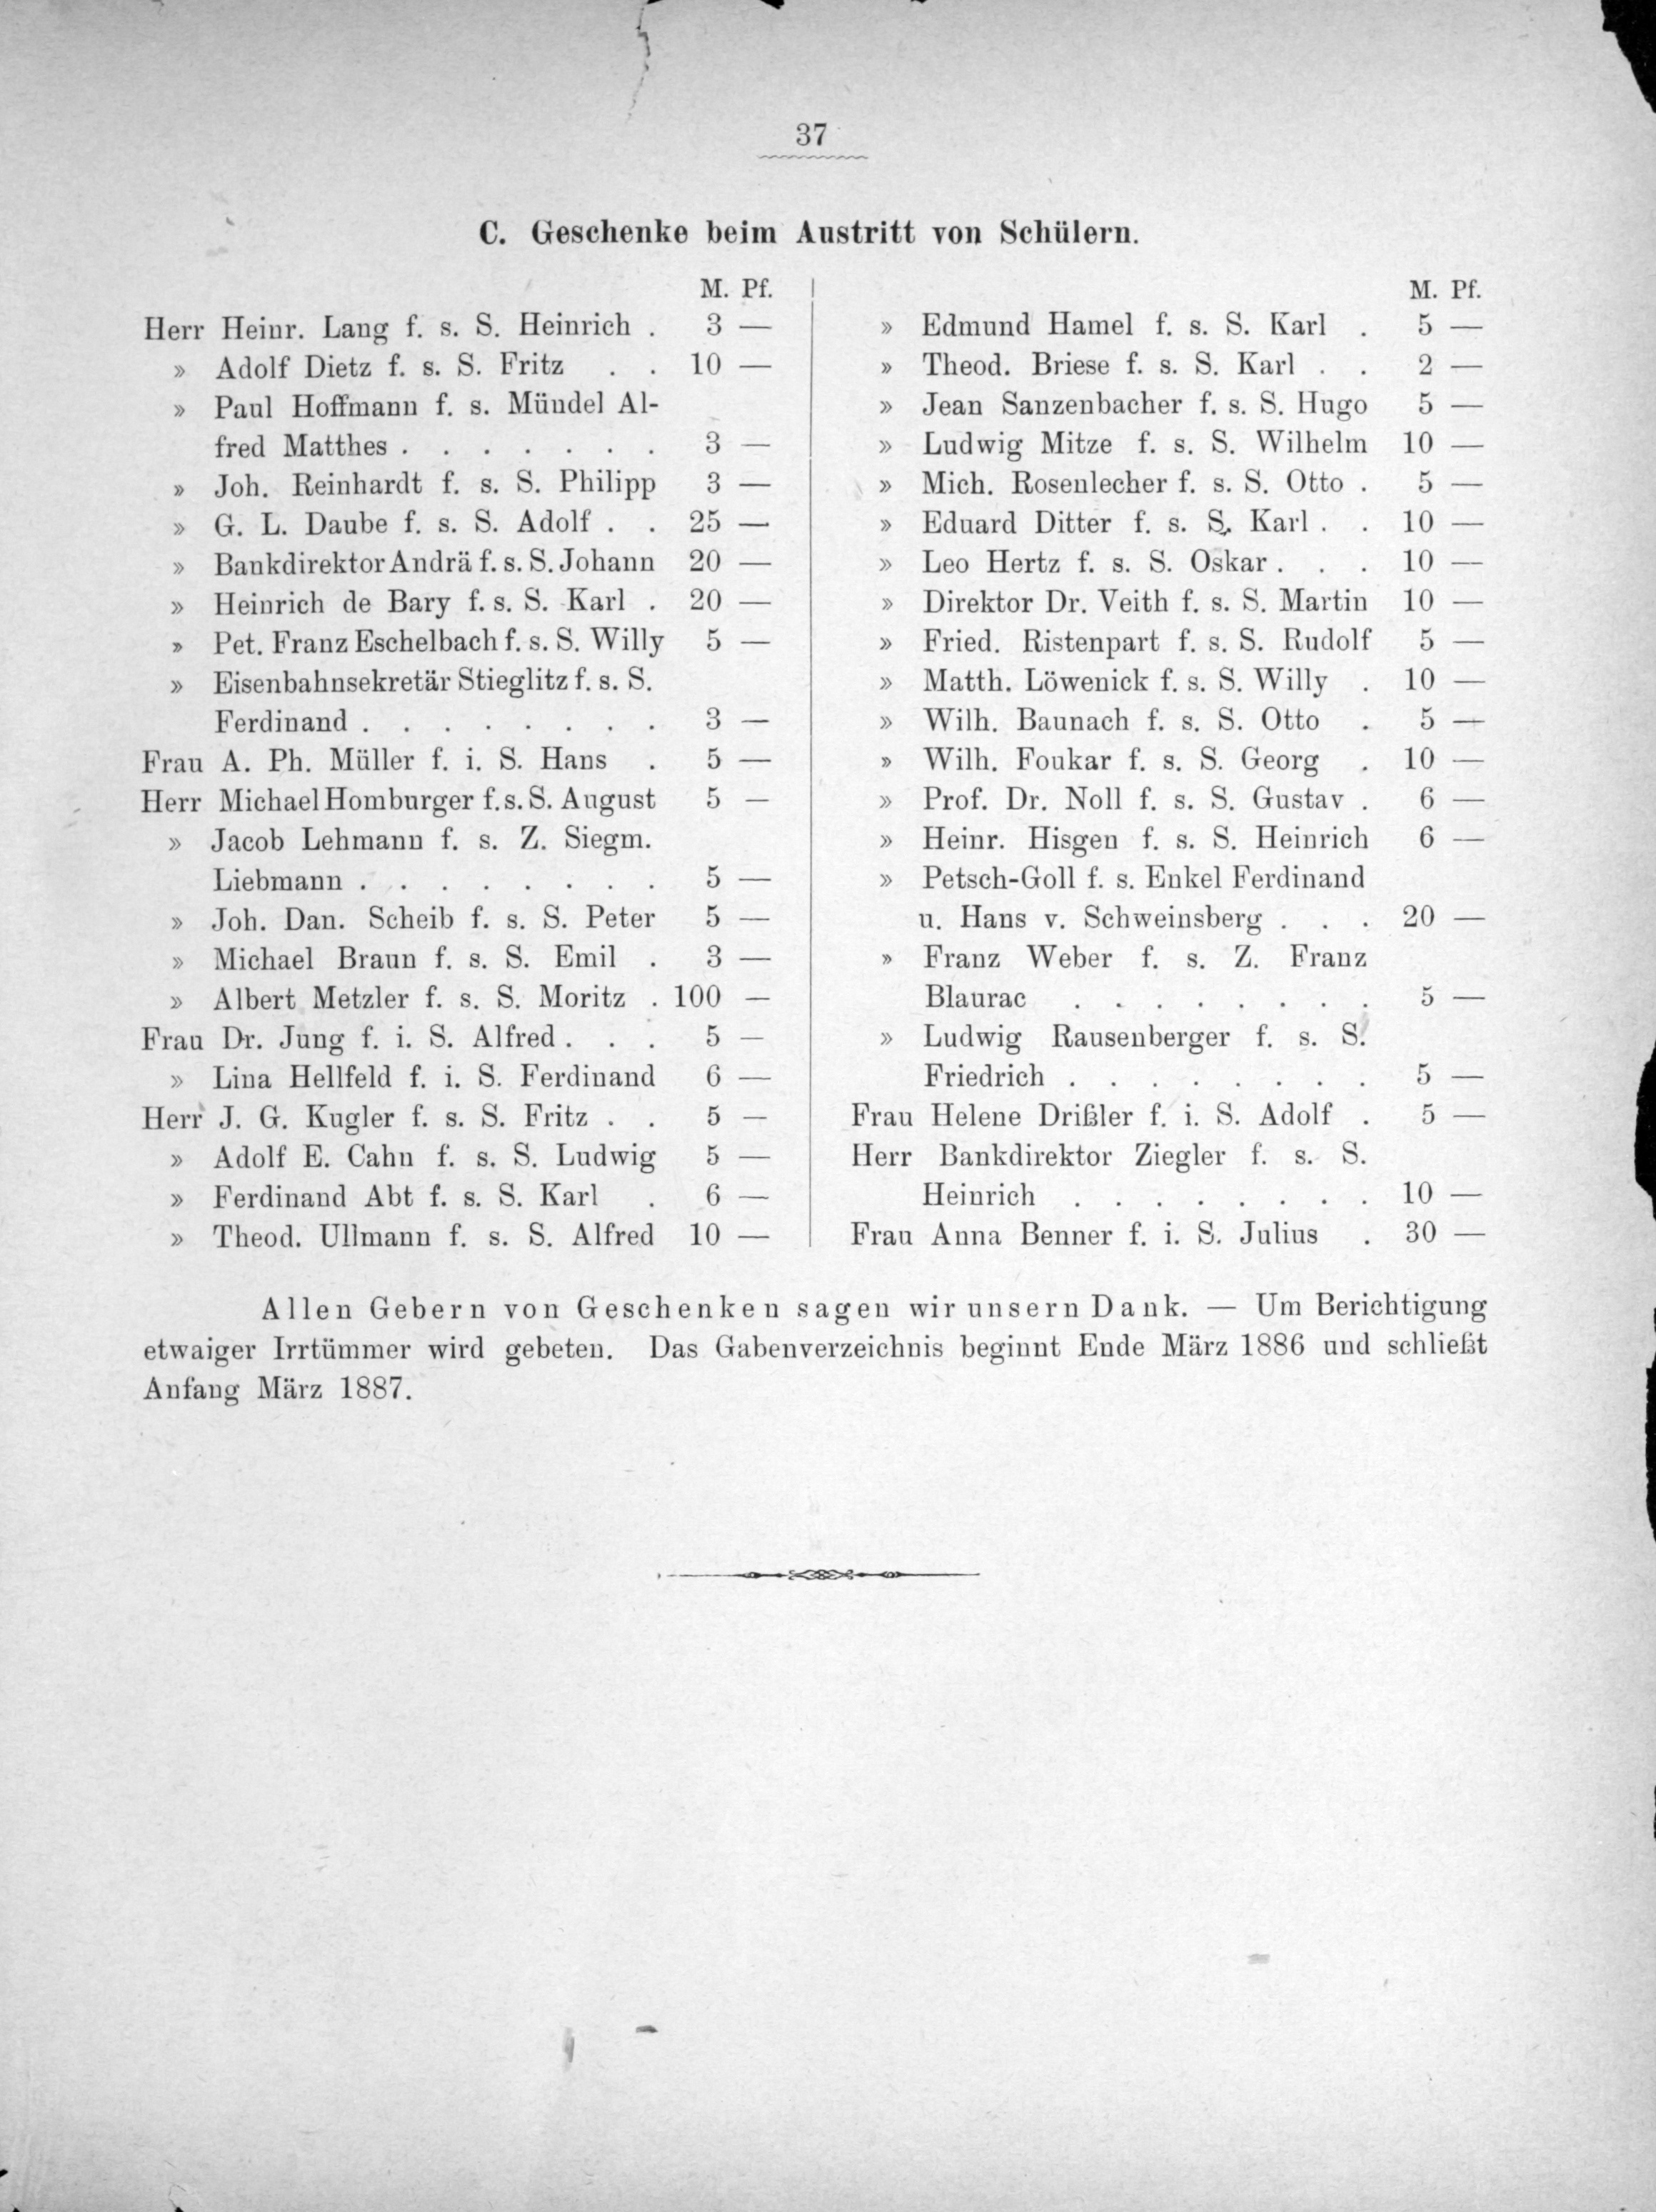 37
C. Geschenke beim Austritt von Schülern.
M. Pf.
Herr Heinr. Lang f. s. S. Heinrich . 3 —
» Adolf Dietz f. s. S. Fritz . . 10 —
» Paul Hoffmann f. s. Mündel Al-
fred Matthes . . . . . . . 3 —
» Joh. Reinhardt f. s. S. Philipp 3 —
» G. L. Daube f. s. S. Adolf . . 25 —
» Bankdirektor Andrä f. s. S. Johann 20 —
» Heinrich de Bary f. s. S. Karl . 20 —
» Pet. Franz Eschelbach f. s. S. Willy 5 —
» Eisenbahnsekretär Stieglitz f. s. S.
Ferdinand . . . . . . . . 3 —
Frau A. Ph. Müller f. i. S. Hans . 5 —
Herr Michael Homburger f. s. S. August 5 —
» Jacob Lehmann f. s. Z. Siegm.
Liebmann . . . . . . . . 5 —
» Joh. Dan. Scheib f. s. S. Peter 5 —
» Michael Braun f. s. S. Emil . 3 —
» Albert Metzler f. s. S. Moritz . 100 —
Frau Dr. Jung f. i. S. Alfred . . . 5 —
» Lina Hellfeld f. i. S. Ferdinand 6 —
Herr J. G. Kugler f. s. S. Fritz . . 5 —
» Adolf E. Cahn f. s. S. Ludwig 5 —
» Ferdinand Abt f. s. S. Karl . 6 —
» Theod. Ullmann f. s. S. Alfred 10 —
M. Pf.
» Edmund Hamel f. s. S. Karl . 5 —
» Theod. Briese f. s. S. Karl . . 2 —
» Jean Sanzenbacher f. s. S. Hugo 5 —
» Ludwig Mitze f. s. S. Wilhelm 10 —
» Mich. Rosenlecher f. s. S. Otto . 5 —
» Eduard Ditter f. s. S. Karl . . 10 —
» Leo Hertz f. s. S. Oskar . . . 10 —
» Direktor Dr. Veith f. s. S. Martin 10 —
» Fried. Ristenpart f. s. S. Rudolf 5 —
» Matth. Löwenick f. s. S. Willy . 10 —
» Wilh. Baunach f. s. S. Otto . 5 —
» Wilh. Foukar f. s. S. Georg . 10 —
» Prof. Dr. Noll f. s. S. Gustav . 6 —
» Heinr. Hisgen f. s. S. Heinrich 6 —
» Petsch-Goll f. s. Enkel Ferdinand
u. Hans v. Schweinsberg . . . 20 —
» Franz Weber f. s. Z. Franz
Blaurac . . . . . . . . 5 —
» Ludwig Rausenberger f. s. S.
Friedrich . . . . . . . . 5 —
Frau Helene Drißler f. i. S. Adolf . 5 —
Herr Bankdirektor Ziegler f. s. S.
Heinrich . . . . . . . . 10 —
Frau Anna Benner f. i. S. Julius . 30 —
Allen Gebern von Geschenken sagen wir unsern Dank. — Um Berichtigung
etwaiger Irrtümmer wird gebeten. Das Gabenverzeichnis beginnt Ende März 1886 und schließt
Anfang März 1887.